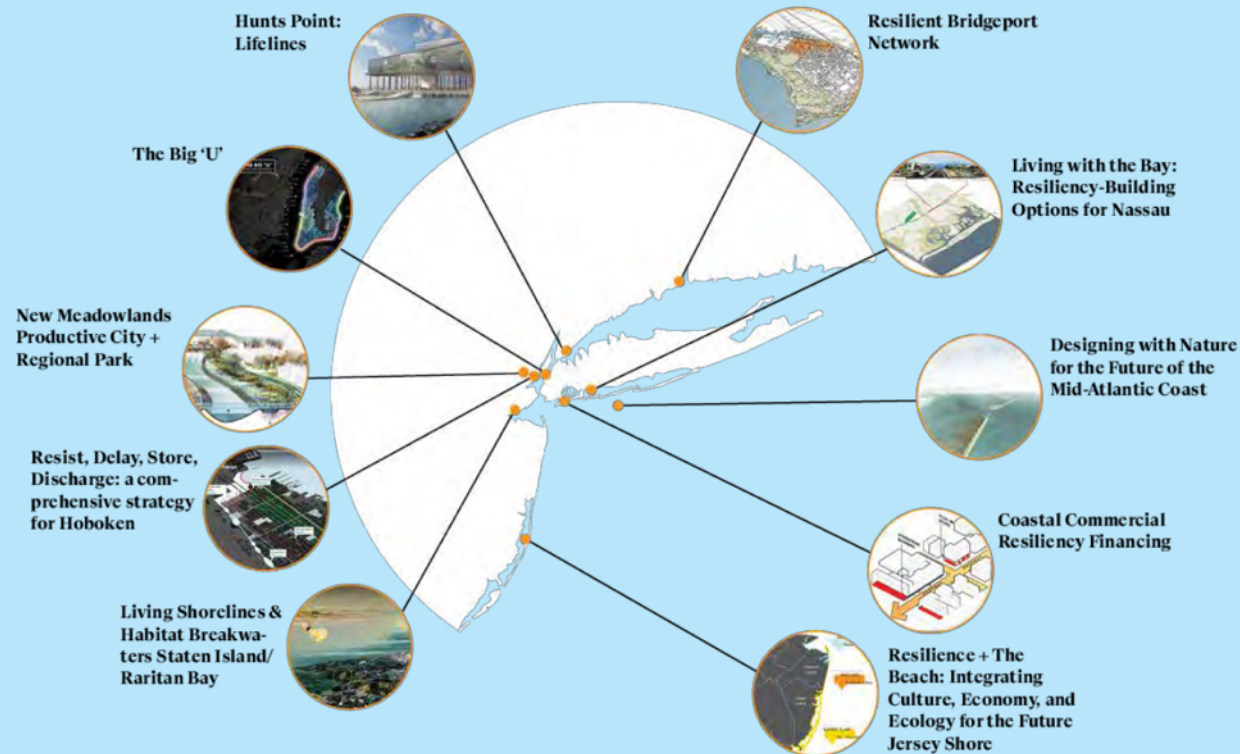 Hunts Point:
Lifelines
Resilient Bridgeport
Network
The Big ‘U’
Living with the Bay:
Resiliency-Building
Options for Nassau
New Meadowlands
Productive City +
Regional Park
Designing with Nature
for the Future of the
Mid-Atlantic Coast
Resist, Delay, Store,
Discharge: a com-
prehensive strategy
for Hoboken
Coastal Commercial
Resiliency Financing
Living Shorelines &
Habitat Breakwa-
ters Staten Island/
Raritan Bay
Resilience + The
Beach: Integrating
Culture, Economy, and
Ecology for the Future
Jersey Shore